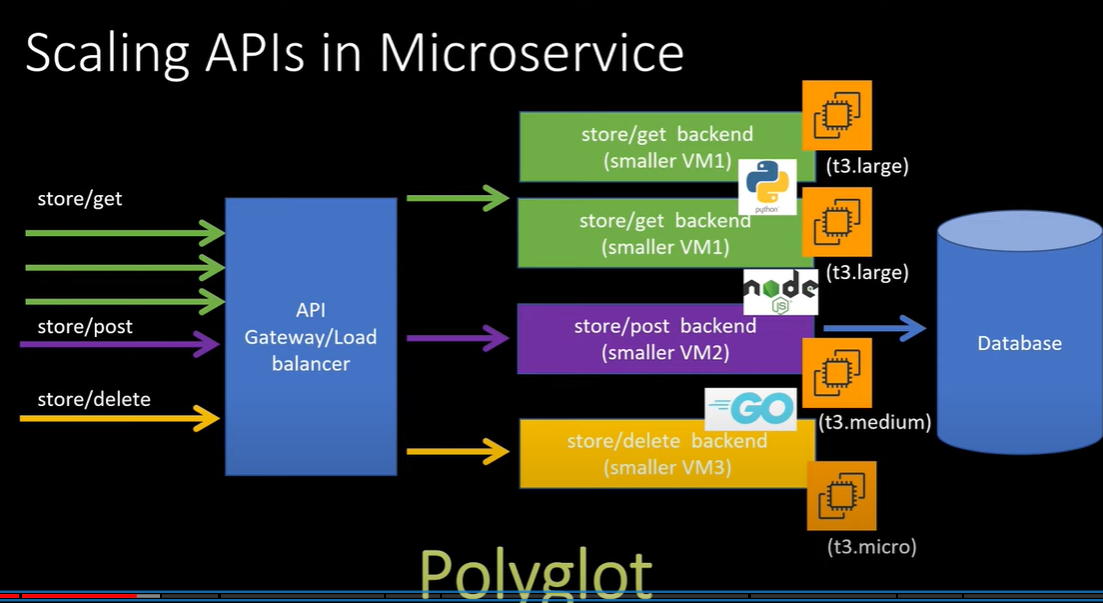 Scaling APIs in Microservice
store/get
store/post
store/delete
API
Gateway/Load
balancer
store/get backend
(smaller VM1)
(t3.large)
python
store/get backend
(smaller VM1)
(t3.large)
node
JS
store/post backend
(smaller VM2)
(t3.medium)
GO
store/delete backend
(smaller VM3)
(t3.micro)
Database
Polyglot